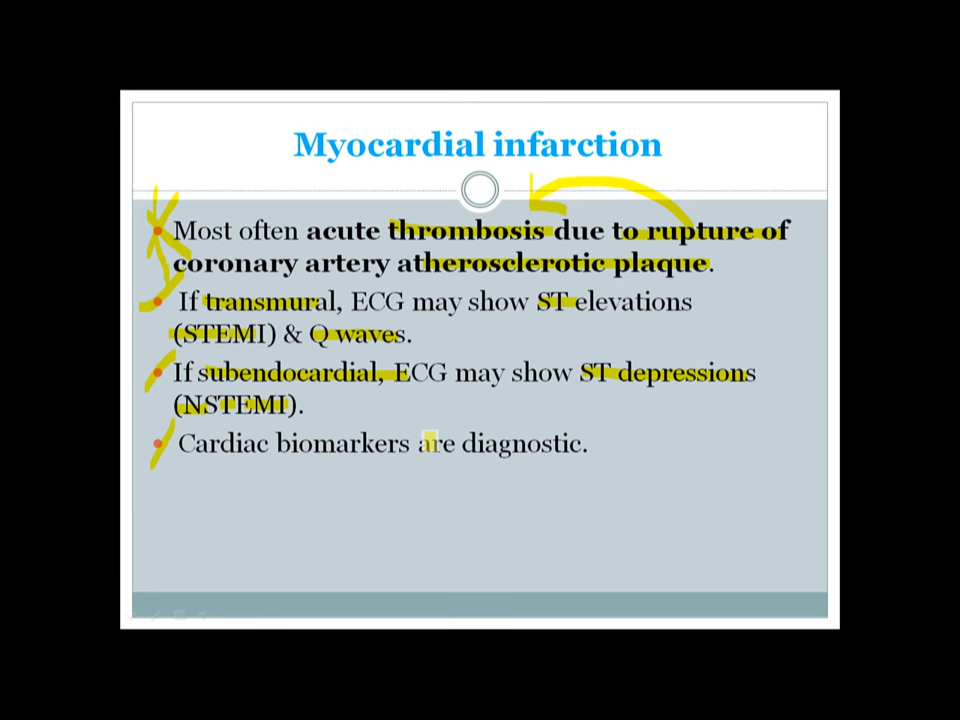 Myocardial infarction
• Most often acute thrombosis due to rupture of
coronary artery atherosclerotic plaque.
• If transmural, ECG may show ST elevations
(STEMI) & Q waves.
• If subendocardial, ECG may show ST depressions
(NSTEMI).
• Cardiac biomarkers are diagnostic.